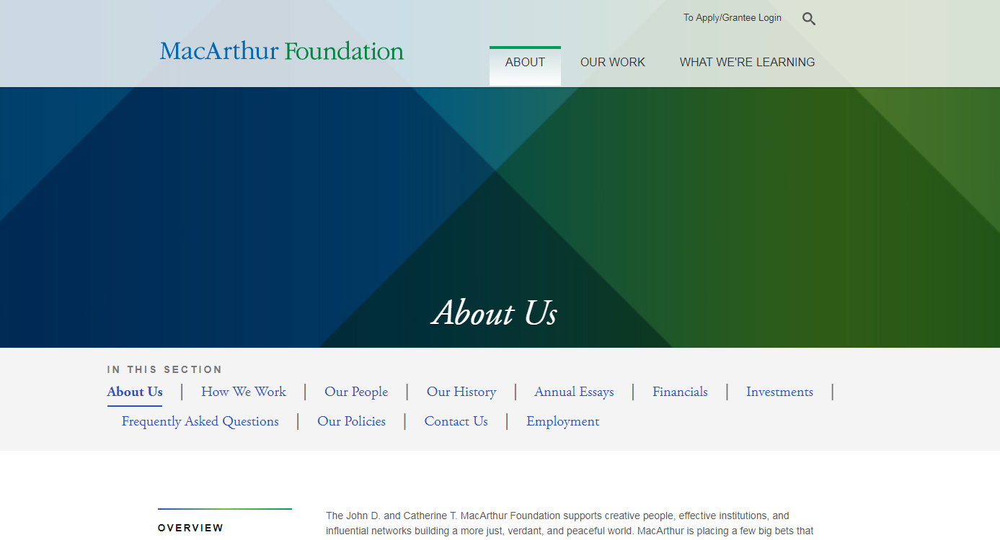 To Apply/Grantee Login
MacArthur Foundation
ABOUT OUR WORK WHAT WE'RE LEARNING
About Us
IN THIS SECTION
About Us | How We Work | Our People | Our History | Annual Essays | Financials | Investments |
Frequently Asked Questions | Our Policies | Contact Us | Employment
OVERVIEW
The John D. and Catherine T. MacArthur Foundation supports creative people, effective institutions, and
influential networks building a more just, verdant, and peaceful world. MacArthur is placing a few big bets that